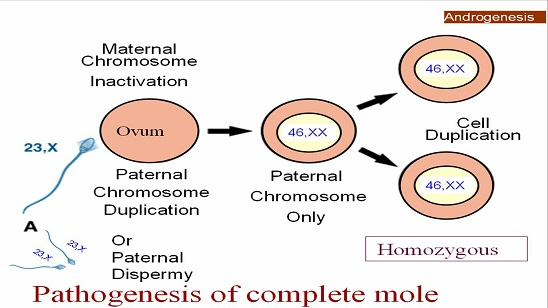 Androgenesis
Maternal
Chromosome
Inactivation
23,X
Ovum
46,XX
46,XX
46,XX
Cell
Duplication
Paternal
Chromosome
Duplication
Paternal
Chromosome
Only
A
23,X
23,X
Or
Paternal
Dispermy
Homozygous
Pathogenesis of complete mole